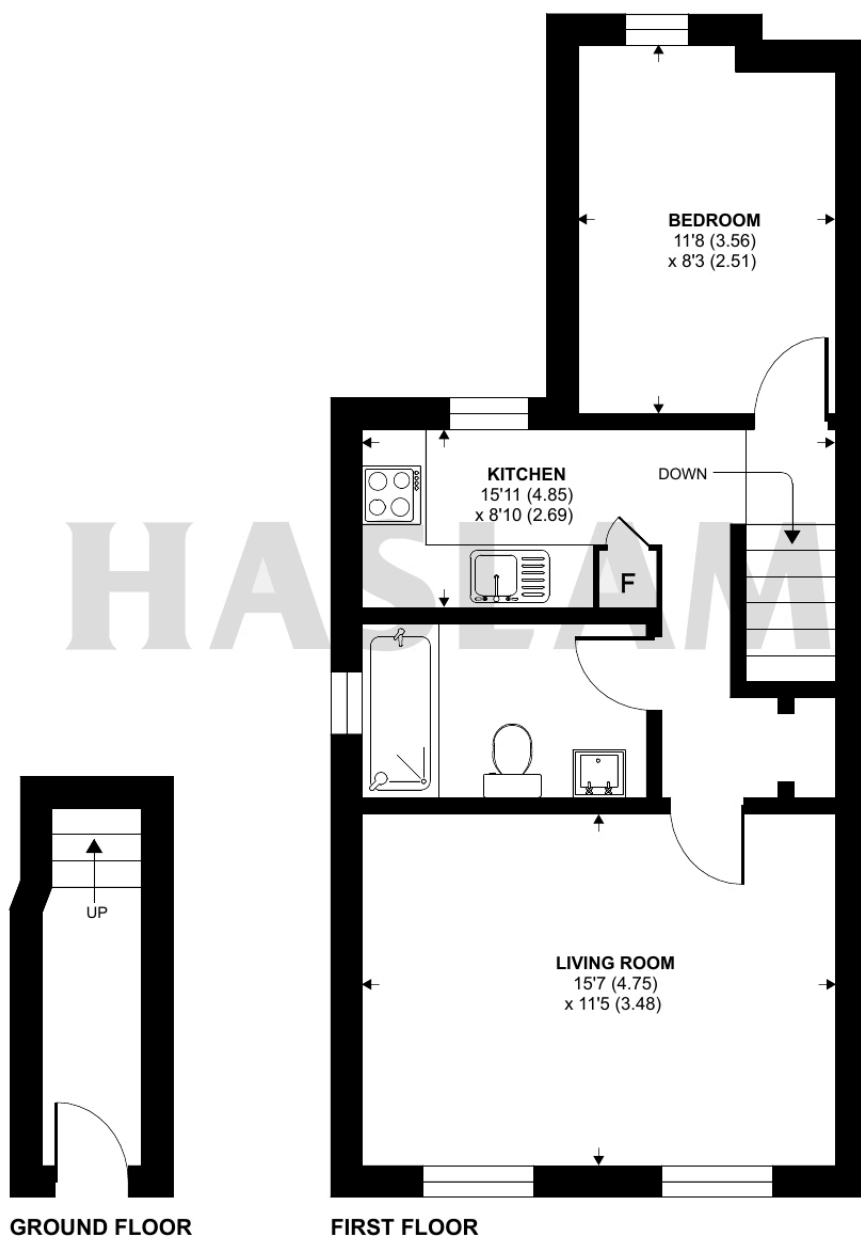 BEDROOM
11'8 (3.56)
x 8'3 (2.51)
KITCHEN
15'11 (4.85)
x 8'10 (2.69)
DOWN
HASLAM
F
UP
LIVING ROOM
15'7 (4.75)
x 11'5 (3.48)
GROUND FLOOR
FIRST FLOOR